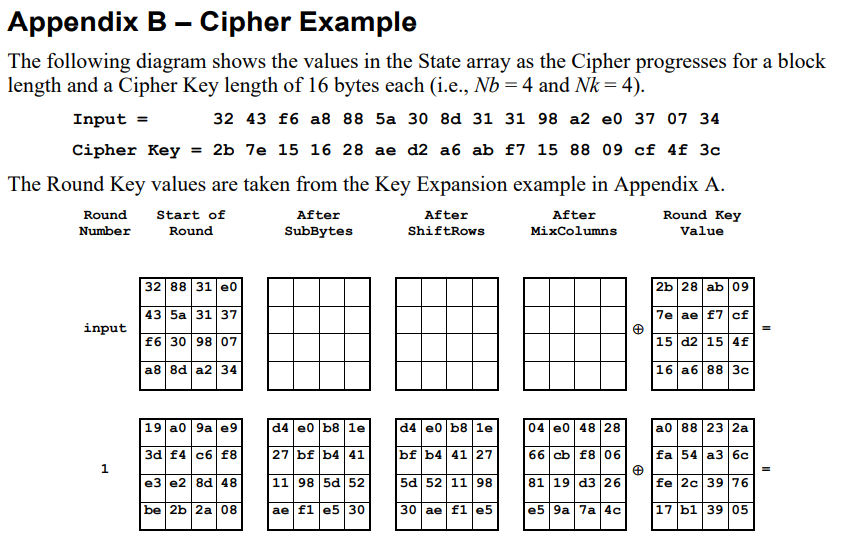 Appendix B – Cipher Example
The following diagram shows the values in the State array as the Cipher progresses for a block
length and a Cipher Key length of 16 bytes each (i.e., Nb = 4 and Nk = 4).
Input = 32 43 f6 a8 88 5a 30 8d 31 31 98 a2 e0 37 07 34
Cipher Key = 2b 7e 15 16 28 ae d2 a6 ab f7 15 88 09 cf 4f 3c
The Round Key values are taken from the Key Expansion example in Appendix A.
Round Start of After After After Round Key
Number Round SubBytes ShiftRows MixColumns Value
32 88 31 e0 2b 28 ab 09
43 5a 31 37 7e ae f7 cf
input ⊕ =
f6 30 98 07 15 d2 15 4f
a8 8d a2 34 16 a6 88 3c
19 a0 9a e9 d4 e0 b8 1e d4 e0 b8 1e 04 e0 48 28 a0 88 23 2a
3d f4 c6 f8 27 bf b4 41 bf b4 41 27 66 cb f8 06 fa 54 a3 6c
1 ⊕ =
e3 e2 8d 48 11 98 5d 52 5d 52 11 98 81 19 d3 26 fe 2c 39 76
be 2b 2a 08 ae f1 e5 30 30 ae f1 e5 e5 9a 7a 4c 17 b1 39 05